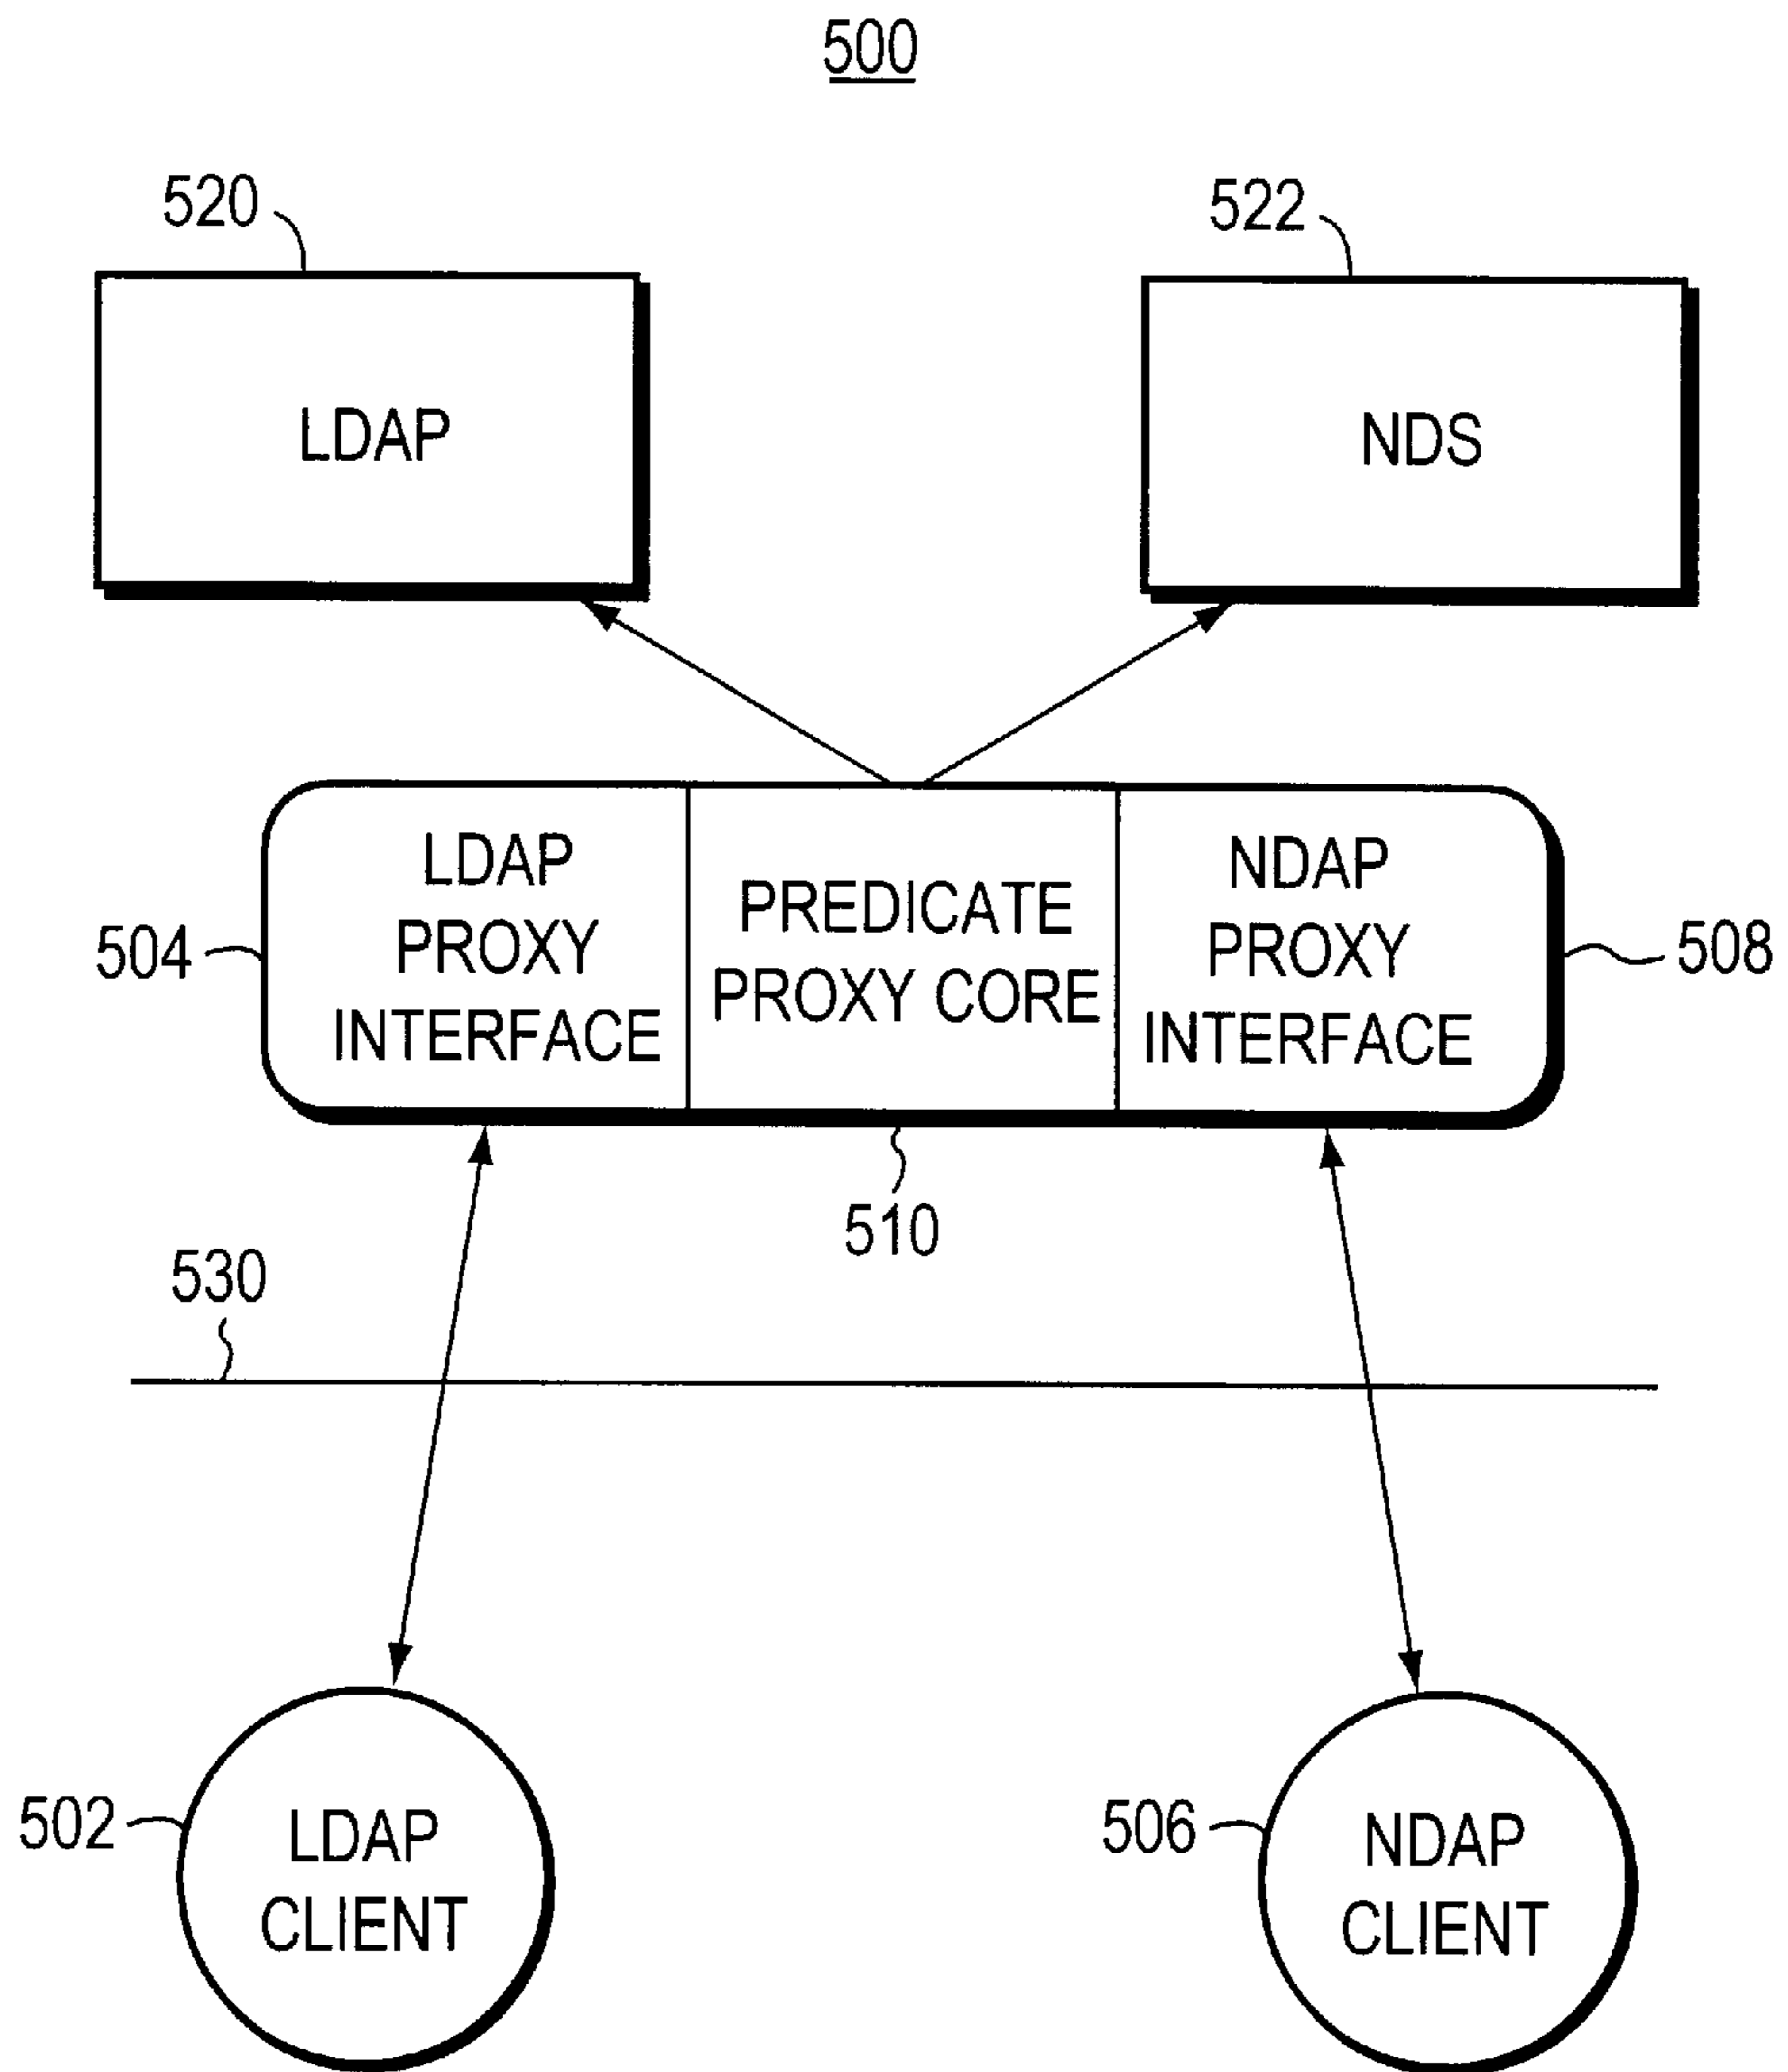 500
520
522
LDAP
NDS
LDAP
PROXY
INTERFACE
PREDICATE
PROXY CORE
NDAP
PROXY
INTERFACE
504
508
510
530
502
LDAP
CLIENT
506
NDAP
CLIENT